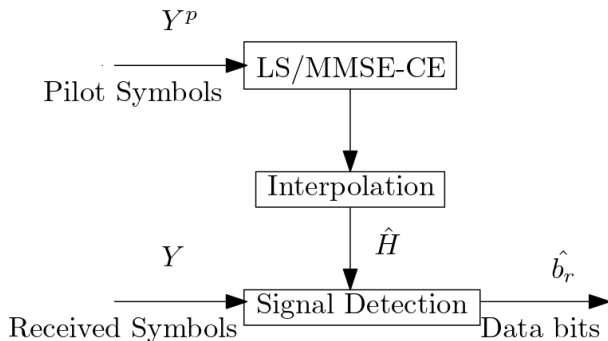 Y^p
LS/MMSE-CE
Pilot Symbols
Interpolation
Ĥ
Y
b̂_r
Signal Detection
Received Symbols
Data bits